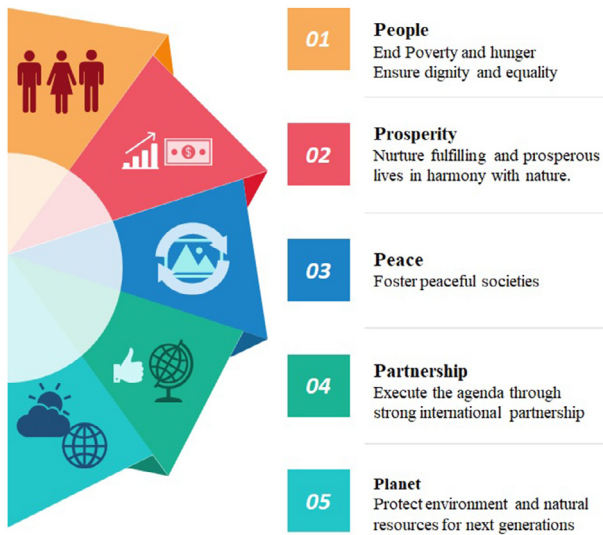 01
People
End Poverty and hunger
Ensure dignity and equality
02
Prosperity
Nurture fulfilling and prosperous
lives in harmony with nature.
$
03
Peace
Foster peaceful societies
04
Partnership
Execute the agenda through
strong international partnership
05
Planet
Protect environment and natural
resources for next generations